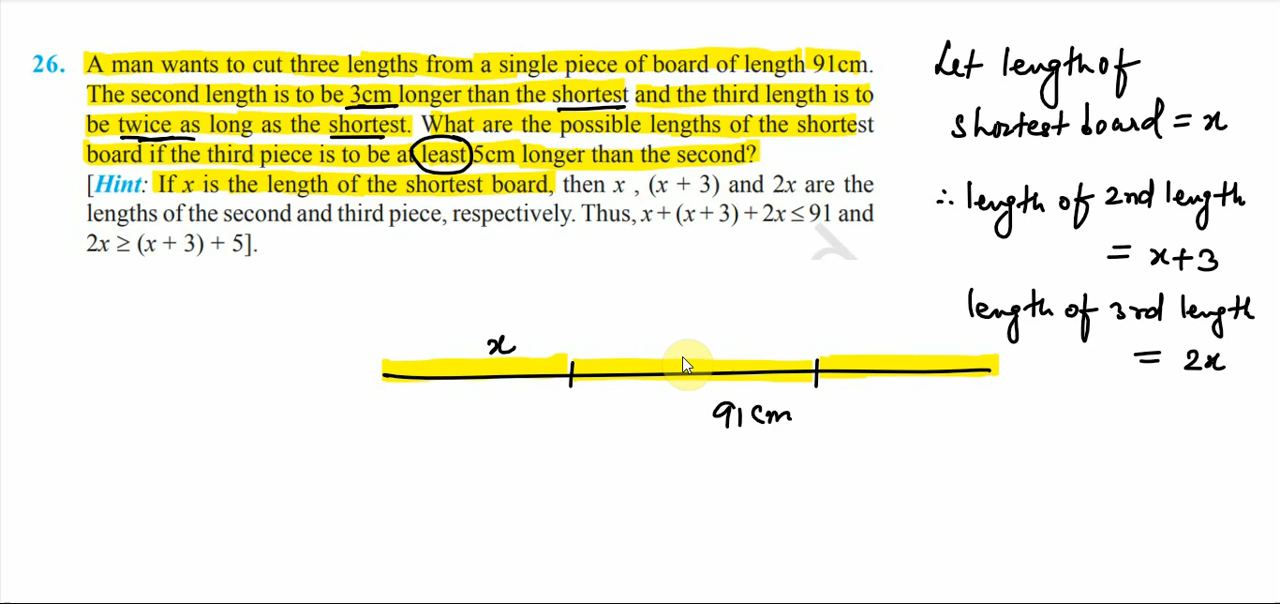 26. A man wants to cut three lengths from a single piece of board of length 91cm.
The second length is to be 3cm longer than the shortest and the third length is to
be twice as long as the shortest. What are the possible lengths of the shortest
board if the third piece is to be at least 5cm longer than the second?
[Hint: If x is the length of the shortest board, then x , (x + 3) and 2x are the
lengths of the second and third piece, respectively. Thus, x + (x + 3) + 2x ≤ 91 and
2x ≥ (x + 3) + 5].
Let length of
shortest board = x
∴ length of 2nd length
= x+3
length of 3rd length
= 2x
x
91cm